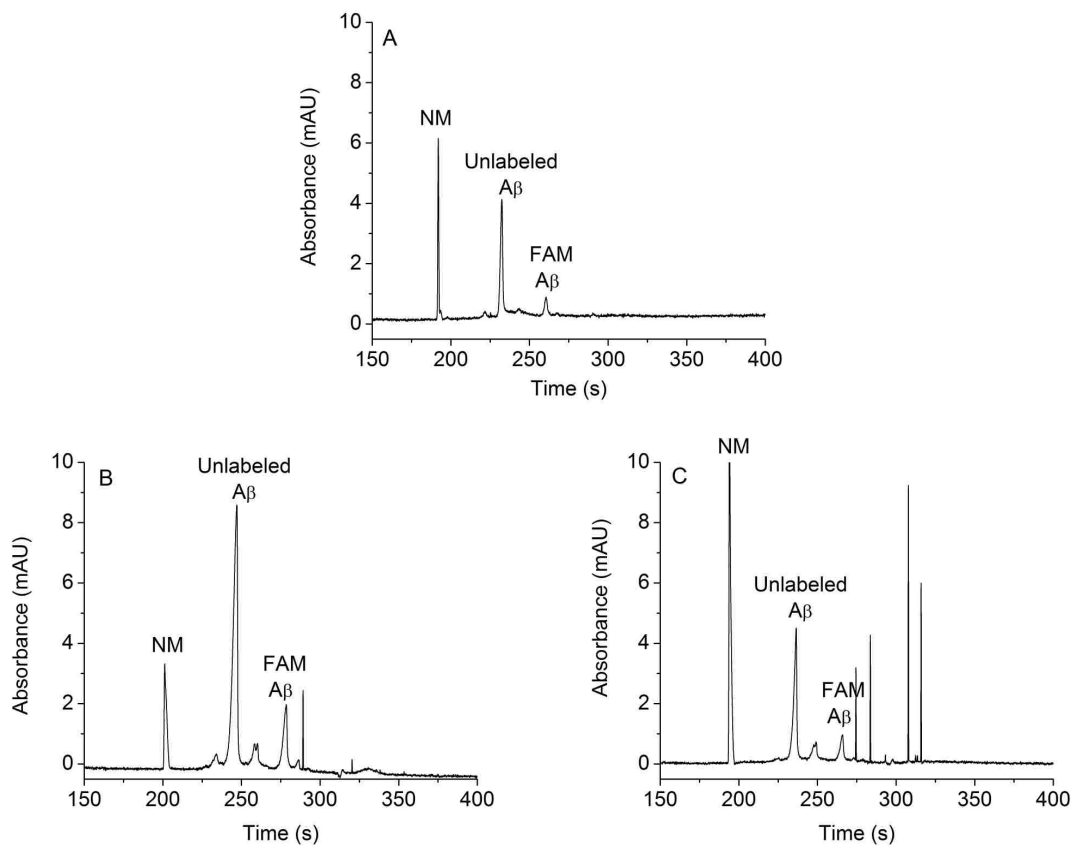 A
Absorbance (mAU)
10
8
6
4
2
0
NM
Unlabeled
Aβ
FAM
Aβ
150 200 250 300 350 400
Time (s)
B
Absorbance (mAU)
10
8
6
4
2
0
NM
Unlabeled
Aβ
FAM
Aβ
150 200 250 300 350 400
Time (s)
C
Absorbance (mAU)
10
8
6
4
2
0
NM
Unlabeled
Aβ
FAM
Aβ
150 200 250 300 350 400
Time (s)